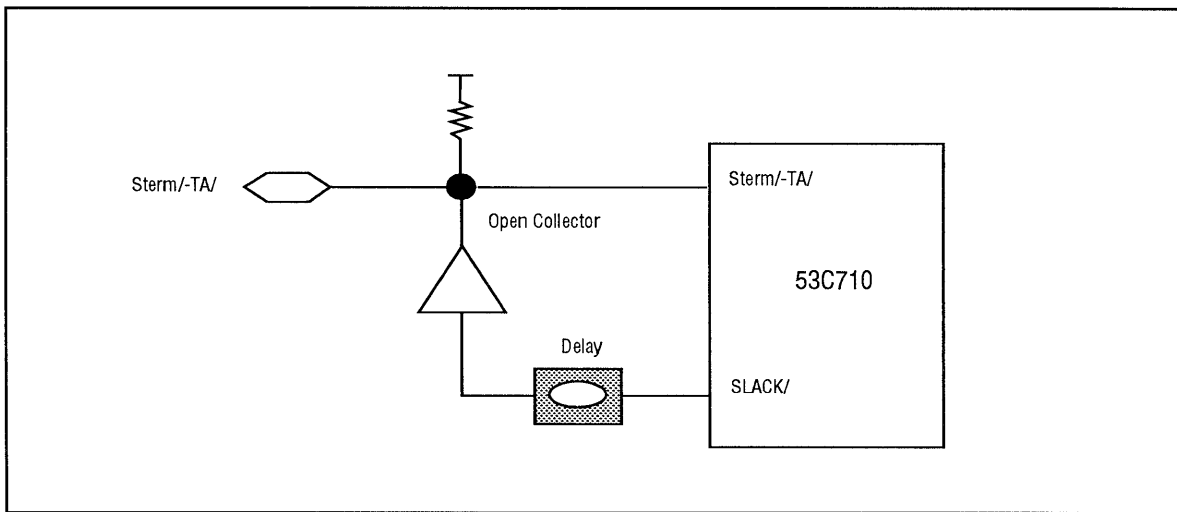 Sterm/-TA/
Sterm/-TA/
Open Collector
53C710
Delay
SLACK/